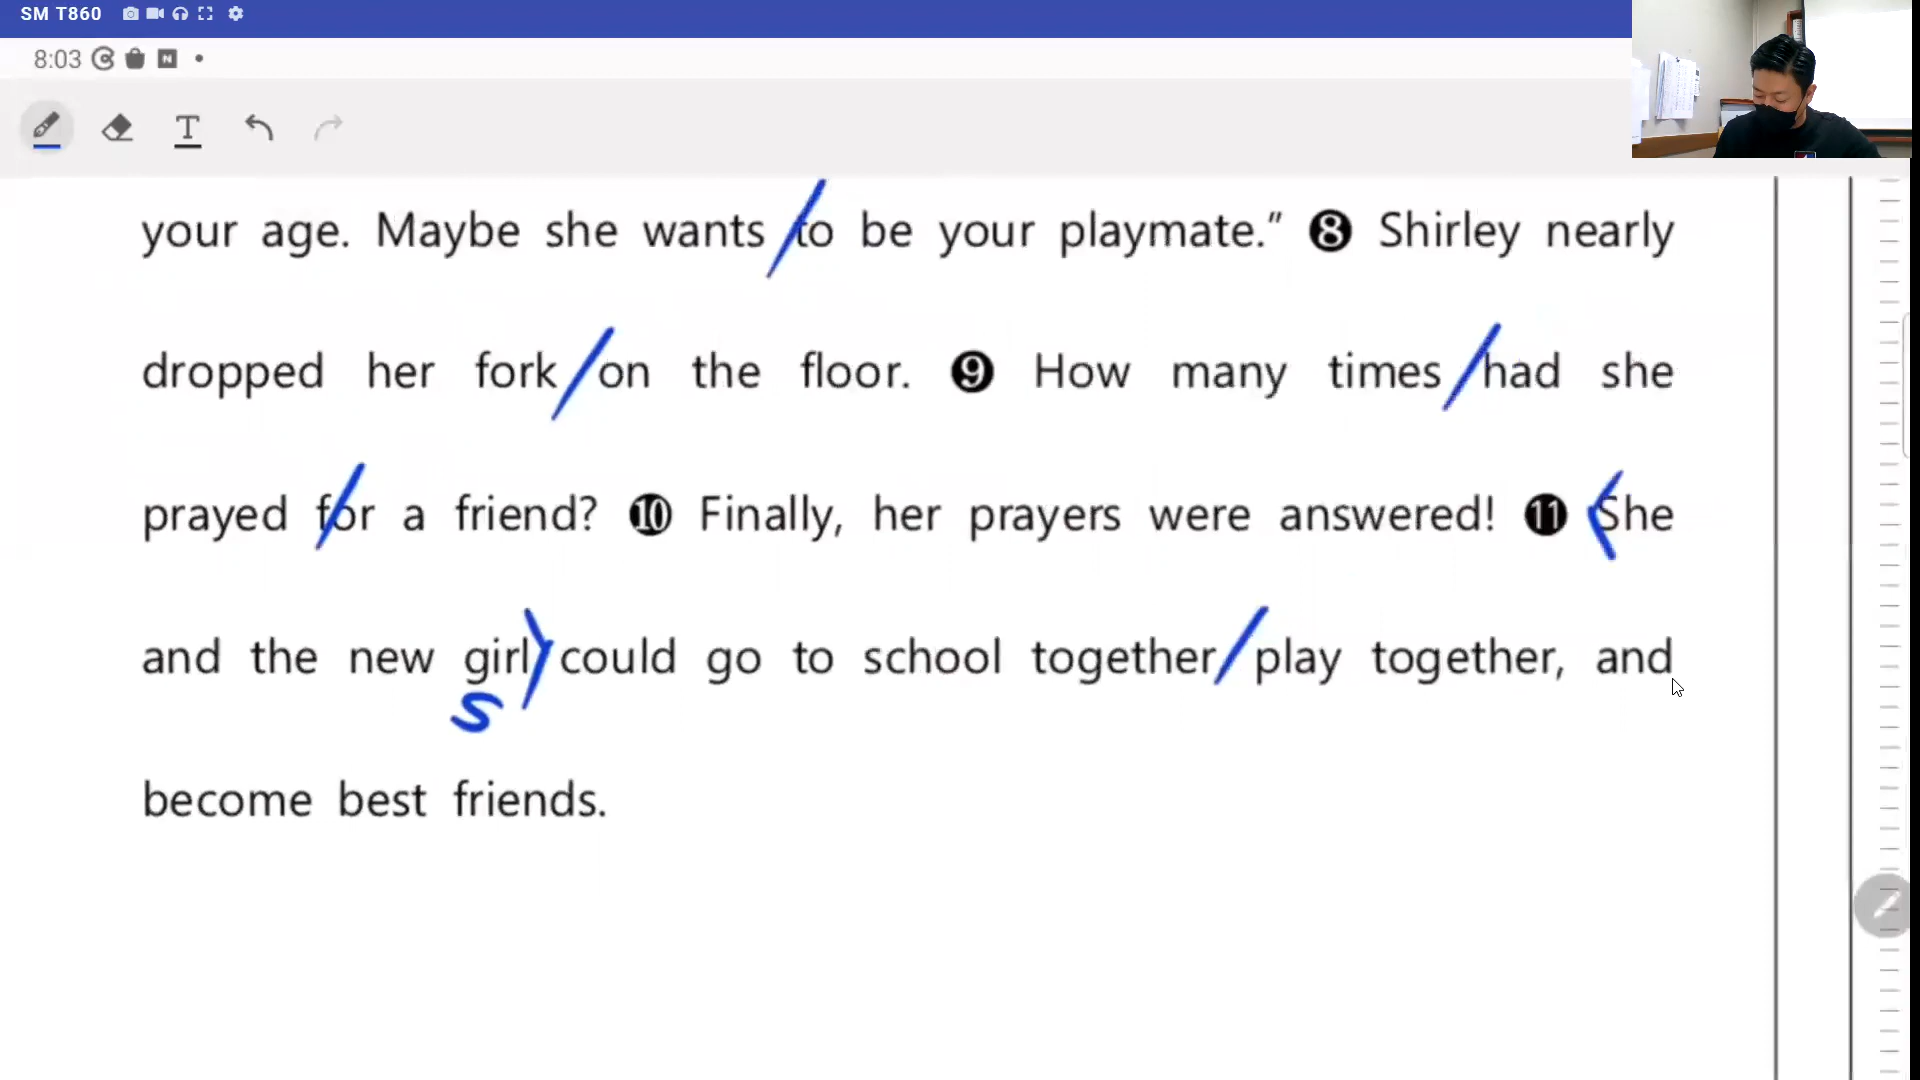 SM T860
8:03
T
your age. Maybe she wants to be your playmate.” ❽ Shirley nearly
dropped her fork on the floor. ❾ How many times had she
prayed for a friend? ❿ Finally, her prayers were answered! ⓫ She
and the new girl could go to school together, play together, and
S
become best friends.